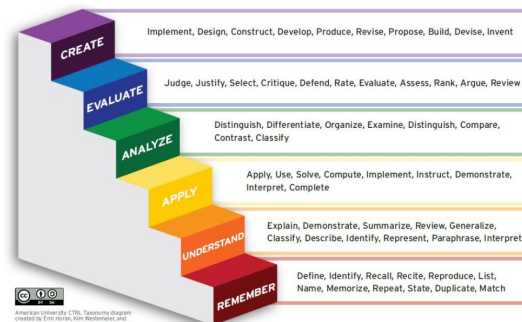 CREATE
Implement, Design, Construct, Develop, Produce, Revise, Propose, Build, Devise, Invent
EVALUATE
Judge, Justify, Select, Critique, Defend, Rate, Evaluate, Assess, Rank, Argue, Review
ANALYZE
Distinguish, Differentiate, Organize, Examine, Distinguish, Compare,
Contrast, Classify
APPLY
Apply, Use, Solve, Compute, Implement, Instruct, Demonstrate,
Interpret, Complete
UNDERSTAND
Explain, Demonstrate, Summarize, Review, Generalize,
Classify, Describe, Identify, Represent, Paraphrase, Interpret
REMEMBER
Define, Identify, Recall, Recite, Reproduce, List,
Name, Memorize, Repeat, State, Duplicate, Match
CC BY SA
American University CTRL Taxonomy diagram
created by Erin Horan, Kim Westemeier, and